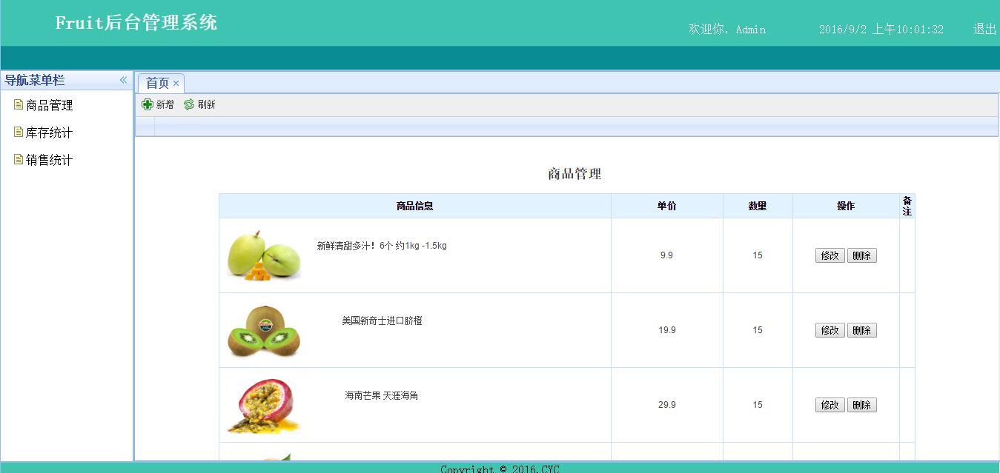 Fruit后台管理系统
欢迎你, Admin 2016/9/2 上午10:01:32 退出
导航菜单栏 «
首页 ×
商品管理
库存统计
销售统计
新增 刷新
商品管理
商品信息 单价 数量 操作 备注
新鲜清甜多汁！6个 约1kg -1.5kg 9.9 15 修改 删除
美国新奇士进口脐橙 19.9 15 修改 删除
海南芒果 天涯海角 29.9 15 修改 删除
Copyright © 2016.CYC